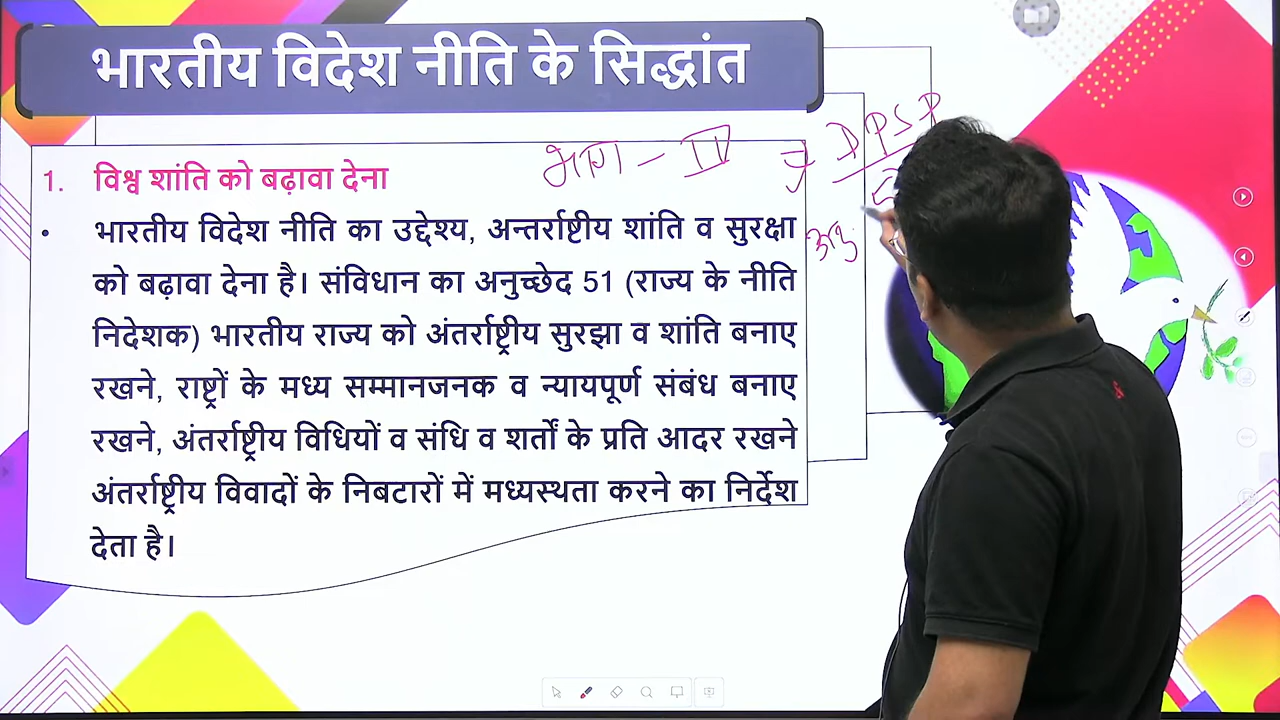 भारतीय विदेश नीति के सिद्धांत
भाग - IV → DPSP
1. विश्व शांति को बढ़ावा देना
• भारतीय विदेश नीति का उद्देश्य, अन्तर्राष्टीय शांति व सुरक्षा
अनु
को बढ़ावा देना है। संविधान का अनुच्छेद 51 (राज्य के नीति
निदेशक) भारतीय राज्य को अंतर्राष्ट्रीय सुरझा व शांति बनाए
रखने, राष्ट्रों के मध्य सम्मानजनक व न्यायपूर्ण संबंध बनाए
रखने, अंतर्राष्ट्रीय विधियों व संधि व शर्तों के प्रति आदर रखने
अंतर्राष्ट्रीय विवादों के निबटारों में मध्यस्थता करने का निर्देश
देता है।